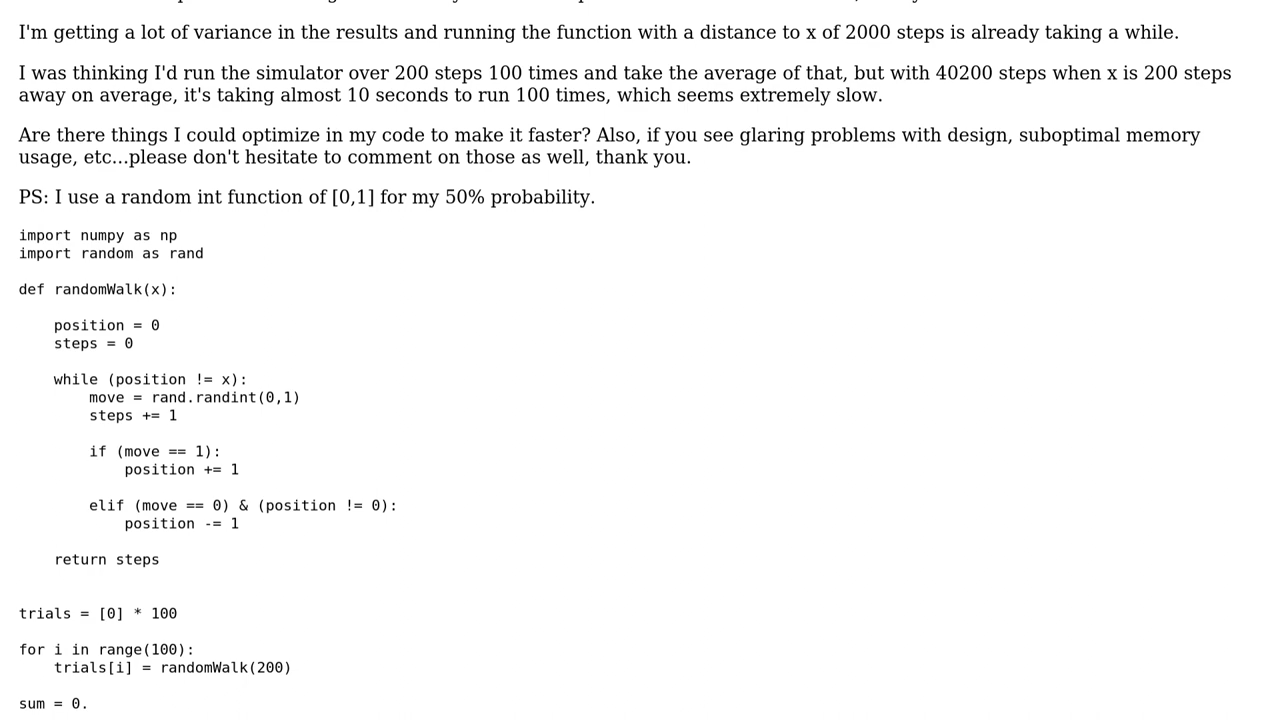 I'm getting a lot of variance in the results and running the function with a distance to x of 2000 steps is already taking a while.
I was thinking I'd run the simulator over 200 steps 100 times and take the average of that, but with 40200 steps when x is 200 steps
away on average, it's taking almost 10 seconds to run 100 times, which seems extremely slow.
Are there things I could optimize in my code to make it faster? Also, if you see glaring problems with design, suboptimal memory
usage, etc...please don't hesitate to comment on those as well, thank you.
PS: I use a random int function of [0,1] for my 50% probability.
import numpy as np
import random as rand
def randomWalk(x):
    position = 0
    steps = 0
    while (position != x):
        move = rand.randint(0,1)
        steps += 1
        if (move == 1):
            position += 1
        elif (move == 0) & (position != 0):
            position -= 1
    return steps
trials = [0] * 100
for i in range(100):
    trials[i] = randomWalk(200)
sum = 0.